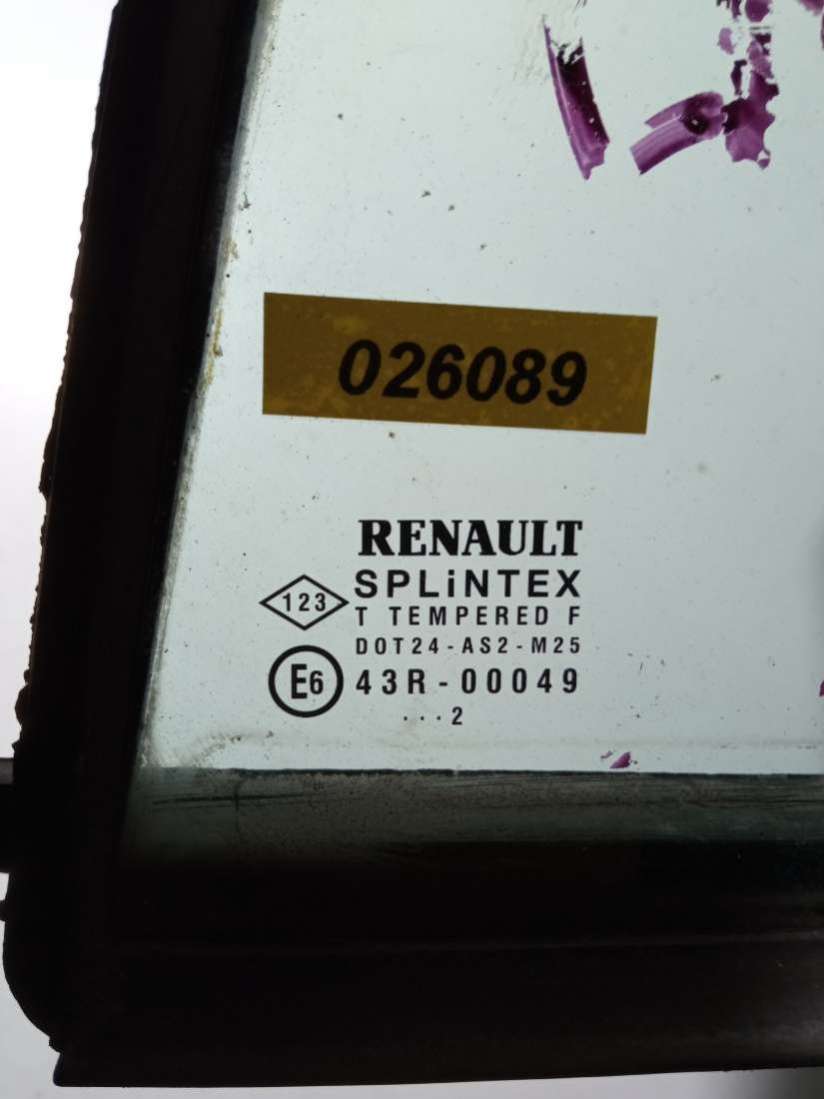 026089
RENAULT
SPLiNTEX
123
T TEMPERED F
DOT24-AS2-M25
E6 43R-00049
...2